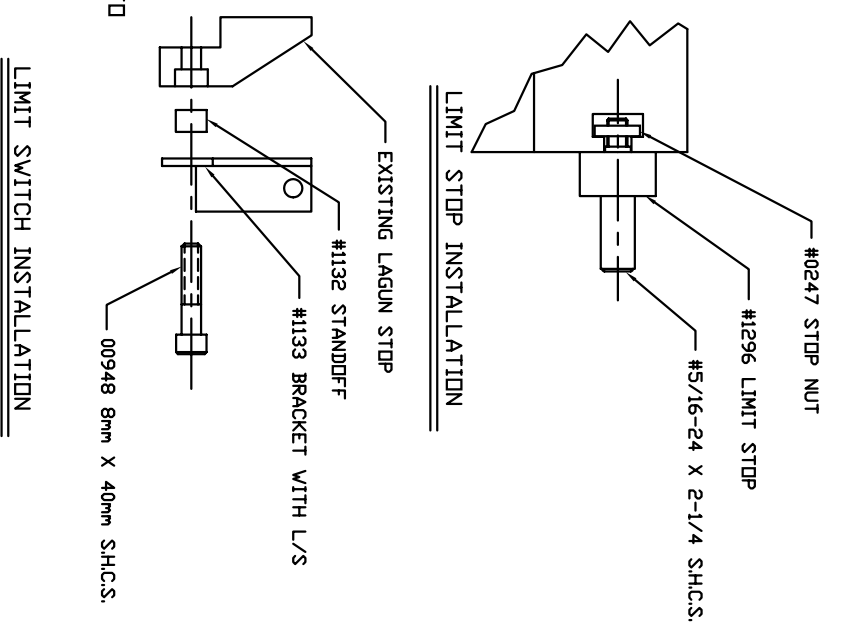 #0247 STOP NUT
#1296 LIMIT STOP
#5/16-24 X 2-1/4 S.H.C.S.
LIMIT STOP INSTALLATION
EXISTING LAGUN STOP
#1132 STANDOFF
#1133 BRACKET WITH L/S
00948 8mm X 40mm S.H.C.S.
LIMIT SWITCH INSTALLATION